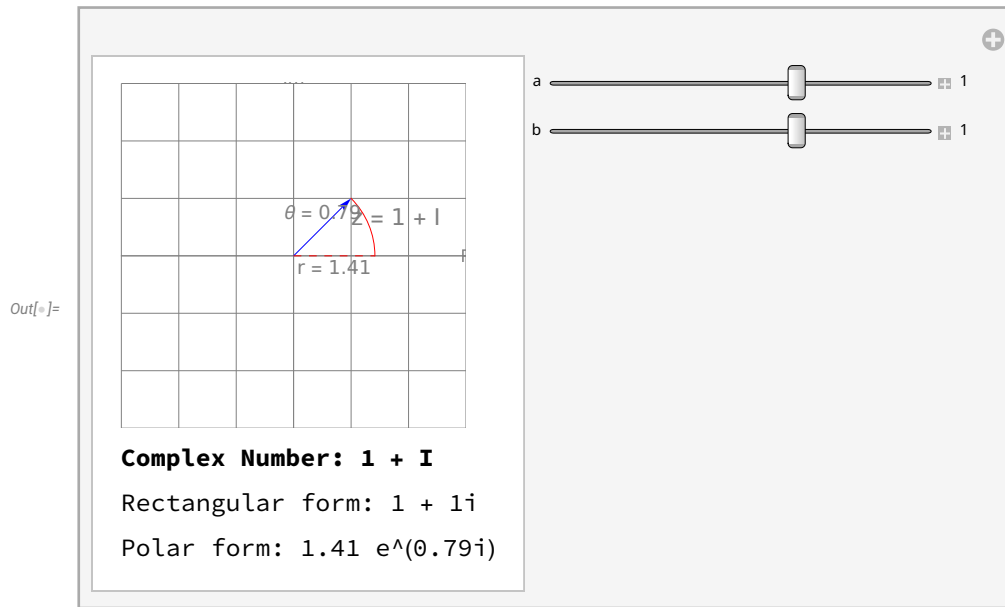 a 1
b 1
θ = 0.79
z = 1 + I
r = 1.41
Out[•]=
Complex Number: 1 + I
Rectangular form: 1 + 1i
Polar form: 1.41 e^(0.79i)